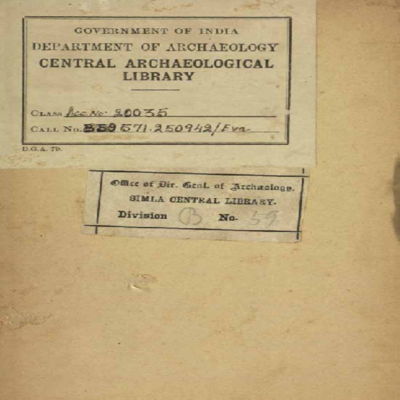 GOVERNMENT OF INDIA
DEPARTMENT OF ARCHAEOLOGY
CENTRAL ARCHAEOLOGICAL
LIBRARY
CLASS Acc. No. 20035
CALL No. 571.250942/Eva
D.G.A. 79.
Office of Dir. Genl. of Archæology.
SIMLA CENTRAL LIBRARY.
Division B No. 59